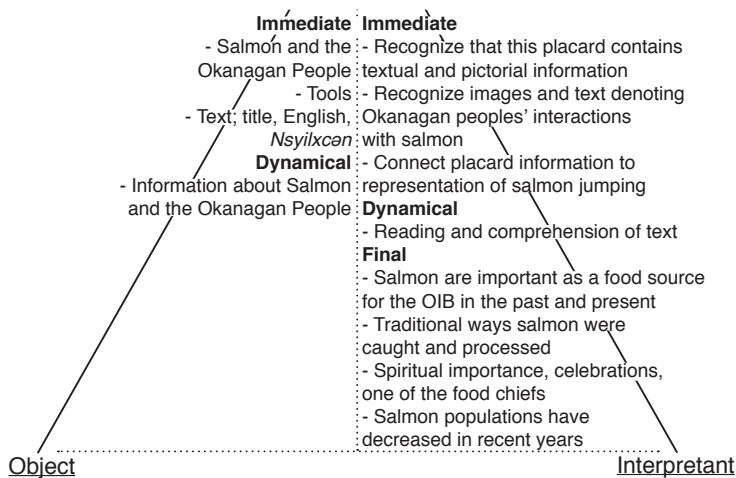 Immediate
- Salmon and the
Okanagan People
- Tools
- Text; title, English,
Nsyilxcən
Dynamical
- Information about Salmon
and the Okanagan People
Immediate
- Recognize that this placard contains
textual and pictorial information
- Recognize images and text denoting
Okanagan peoples' interactions
with salmon
- Connect placard information to
representation of salmon jumping
Dynamical
- Reading and comprehension of text
Final
- Salmon are important as a food source
for the OIB in the past and present
- Traditional ways salmon were
caught and processed
- Spiritual importance, celebrations,
one of the food chiefs
- Salmon populations have
decreased in recent years
Object
Interpretant